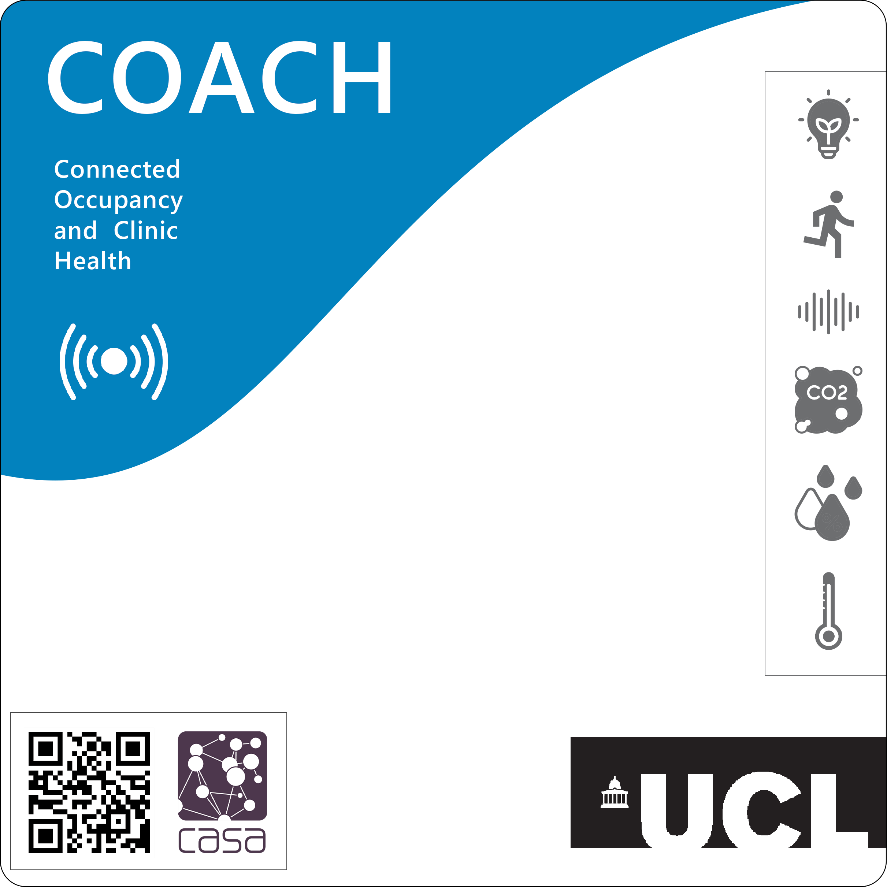 COACH
Connected
Occupancy
and Clinic
Health
CO2
casa
UCL